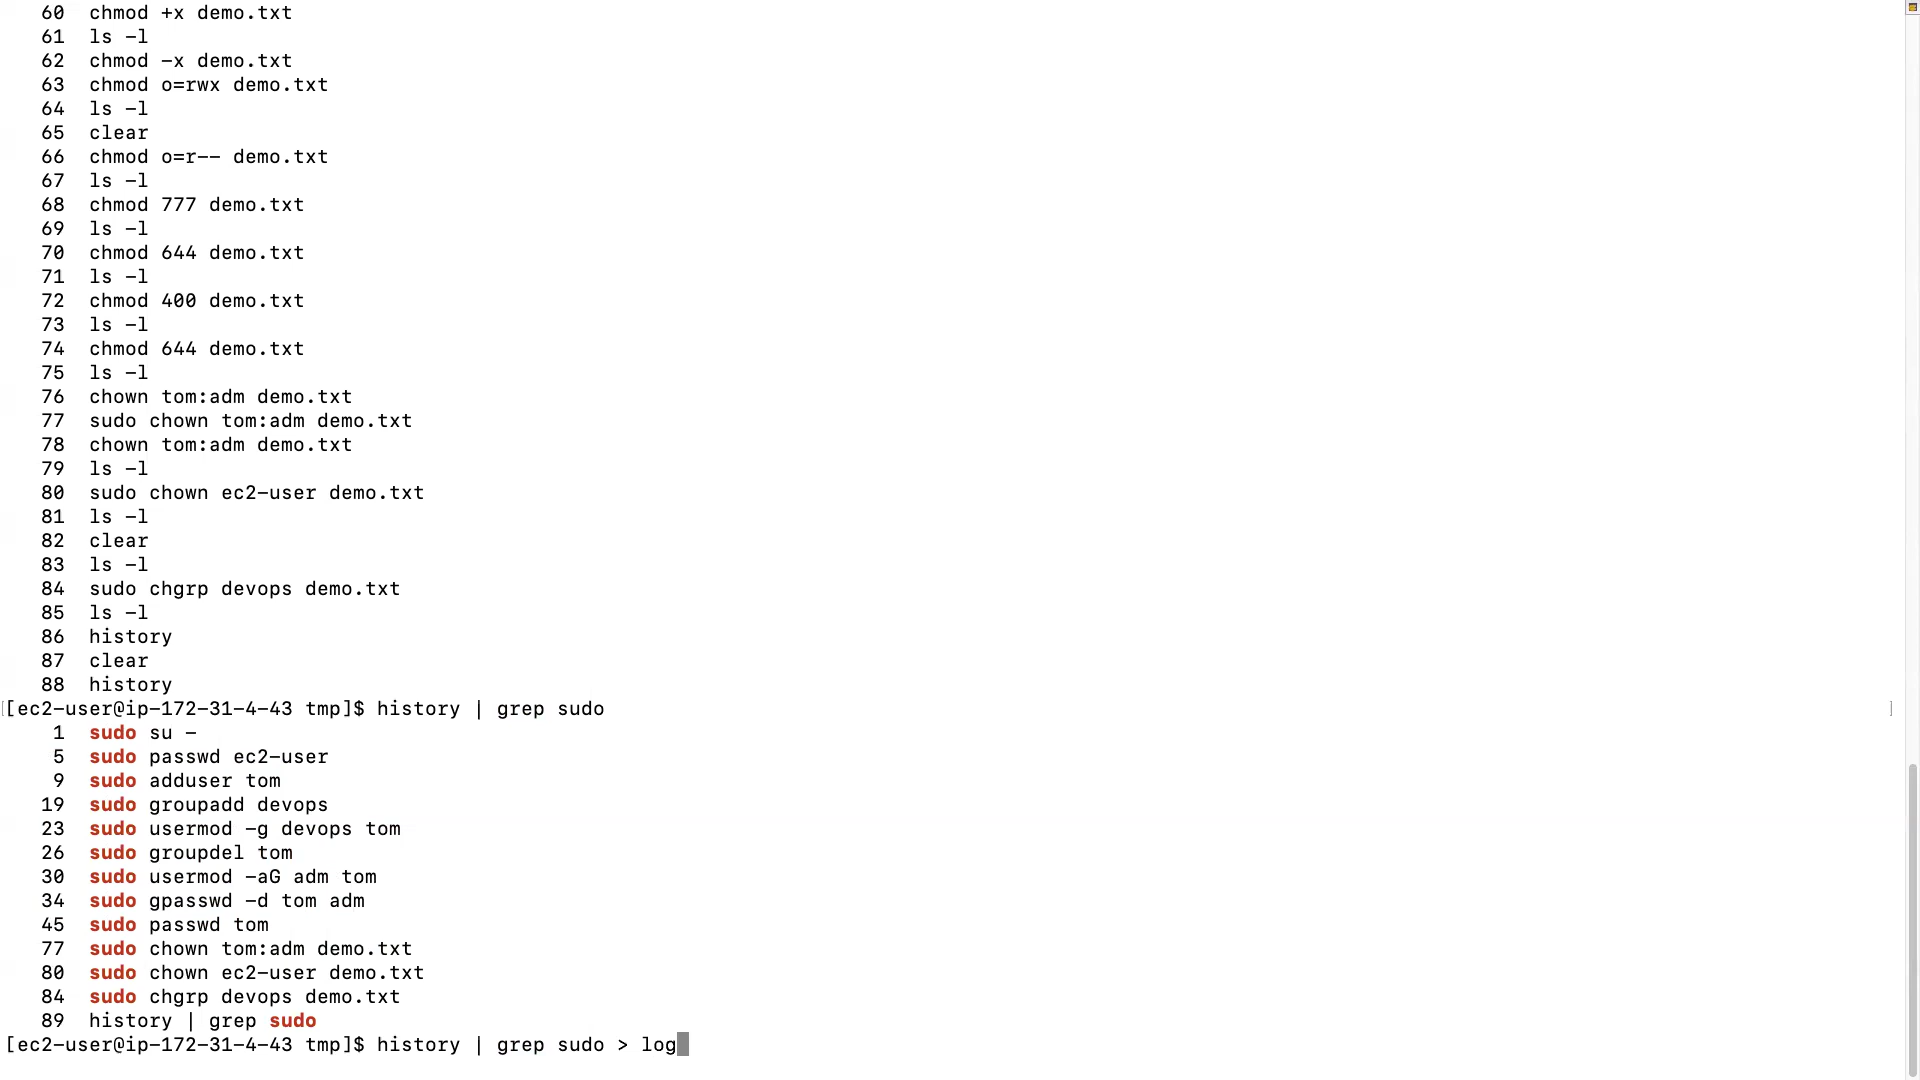 60 chmod +x demo.txt
61 ls -l
62 chmod -x demo.txt
63 chmod o=rwx demo.txt
64 ls -l
65 clear
66 chmod o=r-- demo.txt
67 ls -l
68 chmod 777 demo.txt
69 ls -l
70 chmod 644 demo.txt
71 ls -l
72 chmod 400 demo.txt
73 ls -l
74 chmod 644 demo.txt
75 ls -l
76 chown tom:adm demo.txt
77 sudo chown tom:adm demo.txt
78 chown tom:adm demo.txt
79 ls -l
80 sudo chown ec2-user demo.txt
81 ls -l
82 clear
83 ls -l
84 sudo chgrp devops demo.txt
85 ls -l
86 history
87 clear
88 history
[ec2-user@ip-172-31-4-43 tmp]$ history | grep sudo
1 sudo su -
5 sudo passwd ec2-user
9 sudo adduser tom
19 sudo groupadd devops
23 sudo usermod -g devops tom
26 sudo groupdel tom
30 sudo usermod -aG adm tom
34 sudo gpasswd -d tom adm
45 sudo passwd tom
77 sudo chown tom:adm demo.txt
80 sudo chown ec2-user demo.txt
84 sudo chgrp devops demo.txt
89 history | grep sudo
[ec2-user@ip-172-31-4-43 tmp]$ history | grep sudo > log